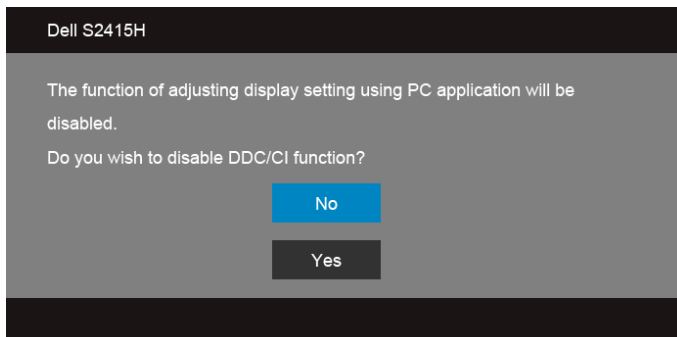 Dell S2415H
The function of adjusting display setting using PC application will be
disabled.
Do you wish to disable DDC/CI function?
No
Yes